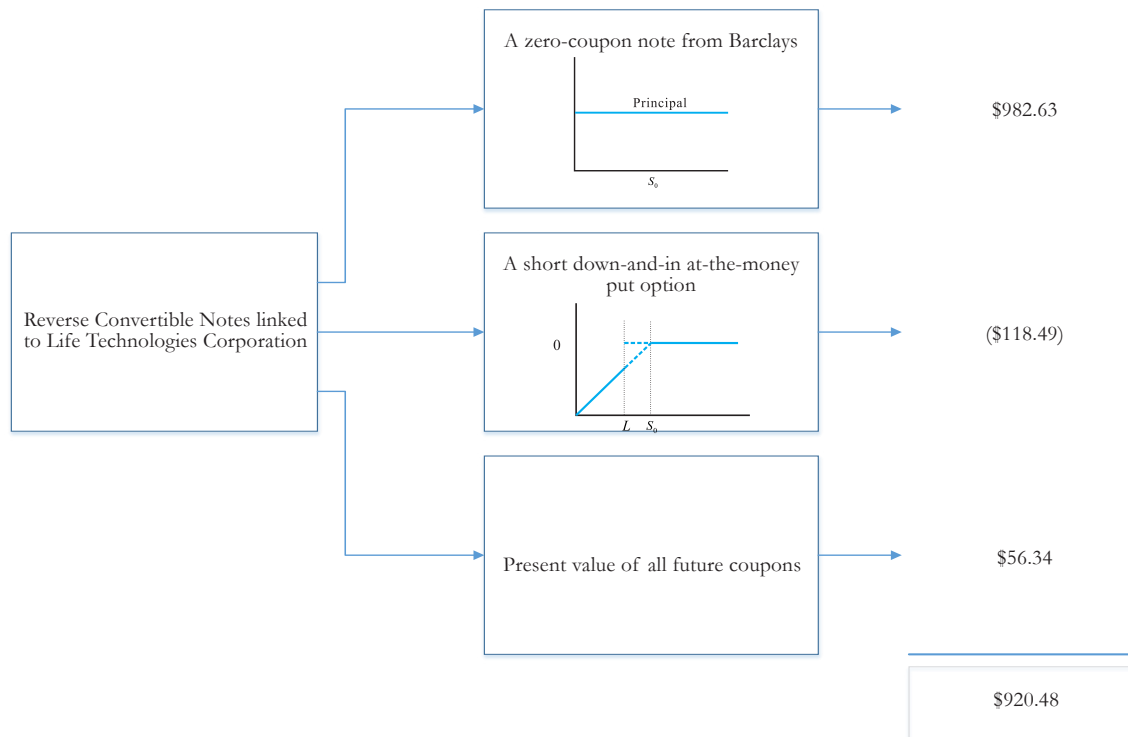 A zero-coupon note from Barclays
Principal
S₀
$982.63
Reverse Convertible Notes linked
to Life Technologies Corporation
A short down-and-in at-the-money
put option
0
L S₀
($118.49)
Present value of all future coupons
$56.34
$920.48